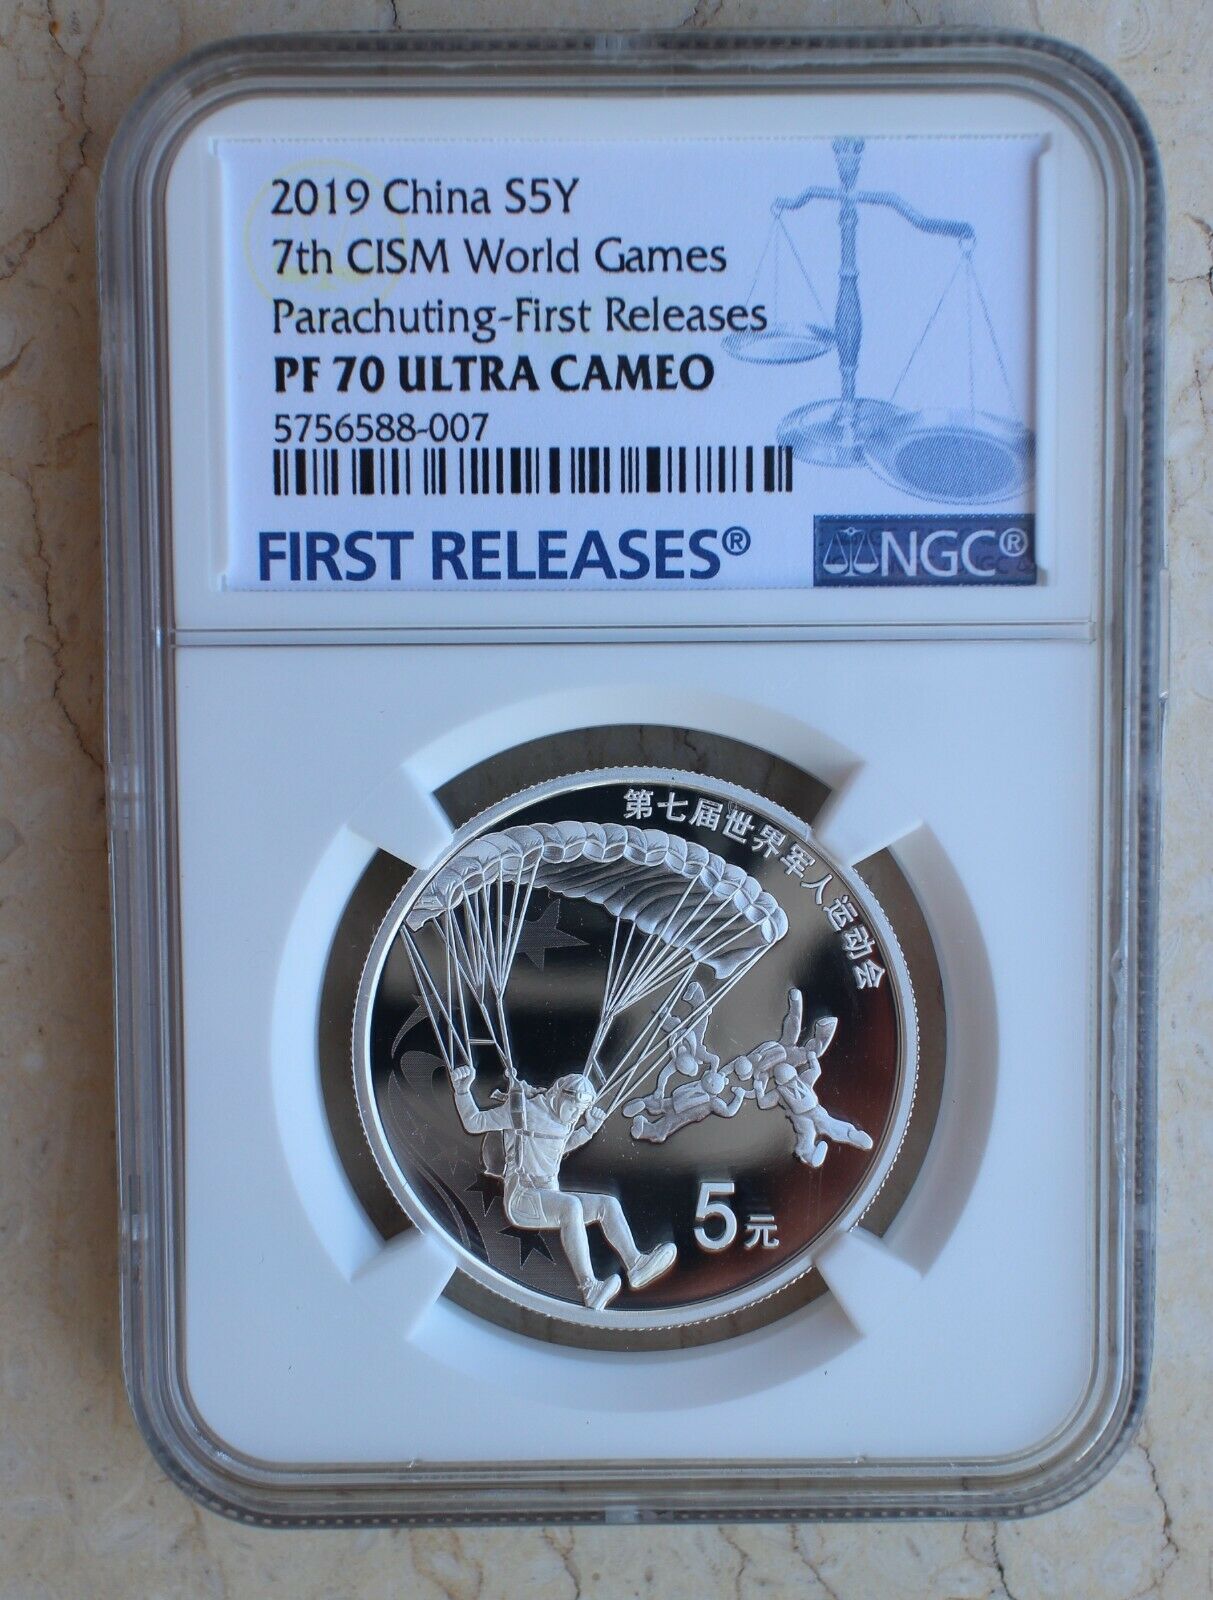 2019 China S5Y
7th CISM World Games
Parachuting-First Releases
PF 70 ULTRA CAMEO
5756588-007
FIRST RELEASES®
NGC®
第七届世界军人运动会
5元